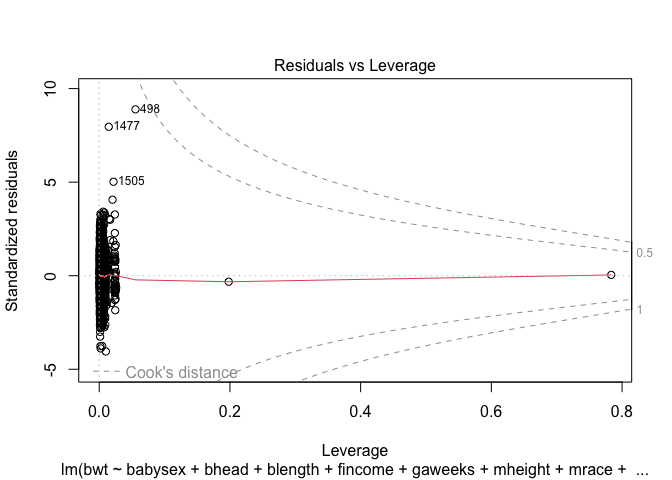 Residuals vs Leverage
Standardized residuals
10
5
0
-5
498
1477
1505
0.5
1
Cook's distance
0.0
0.2
0.4
0.6
0.8
Leverage
lm(bwt ~ babysex + bhead + blength + fincome + gaweeks + mheight + mrace + ...